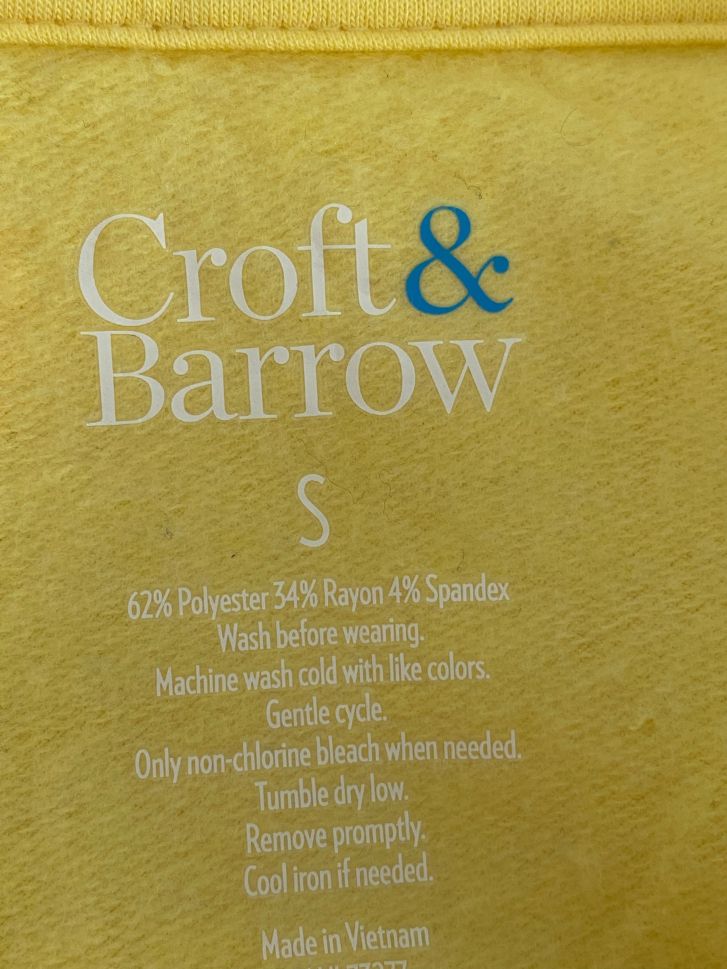 Croft &
Barrow
S
62% Polyester 34% Rayon 4% Spandex
Wash before wearing.
Machine wash cold with like colors.
Gentle cycle.
Only non-chlorine bleach when needed.
Tumble dry low.
Remove promptly.
Cool iron if needed.
Made in Vietnam